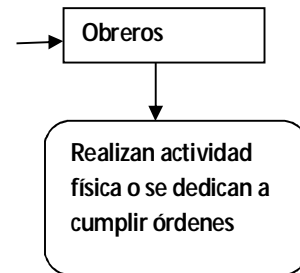 Obreros
Realizan actividad
física o se dedican a
cumplir órdenes